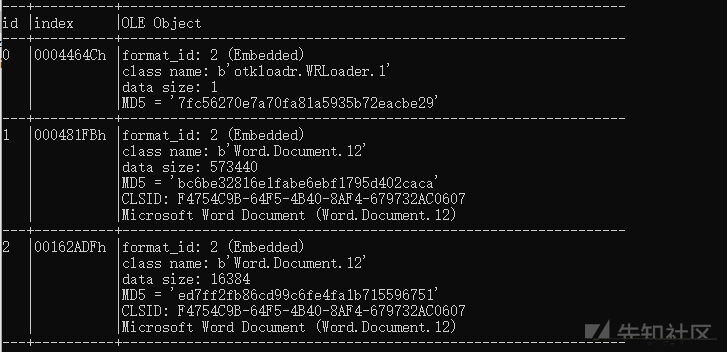 id |index |OLE Object
0 |0004464Ch |format_id: 2 (Embedded)
class name: b'otkloadr.WRLoader.1'
data size: 1
MD5 = '7fc56270e7a70fa81a5935b72eacbe29'
1 |000481FBh |format_id: 2 (Embedded)
class name: b'Word.Document.12'
data size: 573440
MD5 = 'bc6be32816e1fabe6ebf1795d402caca'
CLSID: F4754C9B-64F5-4B40-8AF4-679732AC0607
Microsoft Word Document (Word.Document.12)
2 |00162ADFh |format_id: 2 (Embedded)
class name: b'Word.Document.12'
data size: 16384
MD5 = 'ed7ff2fb86cd99c6fe4fa1b715596751'
CLSID: F4754C9B-64F5-4B40-8AF4-679732AC0607
Microsoft Word Document (Word.Document.12)
先知社区